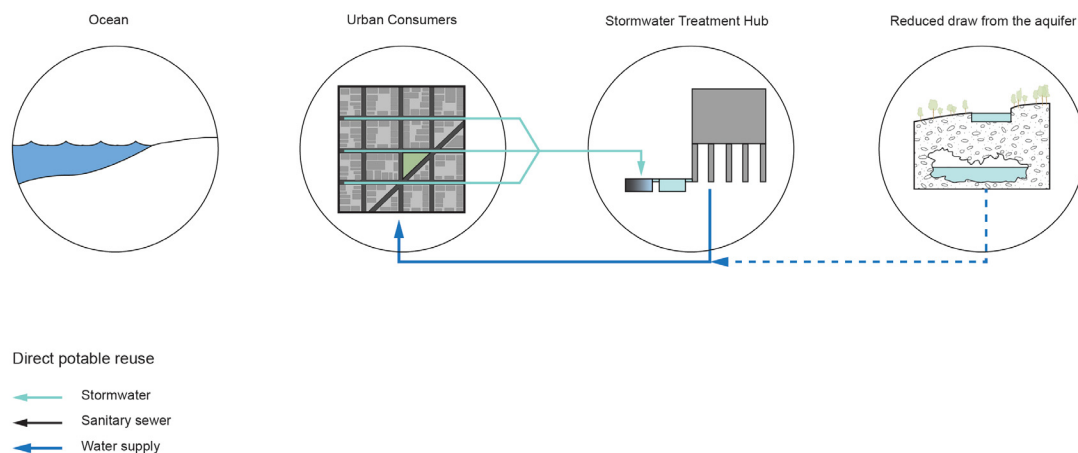 Ocean
Urban Consumers
Stormwater Treatment Hub
Reduced draw from the aquifer
Direct potable reuse
Stormwater
Sanitary sewer
Water supply